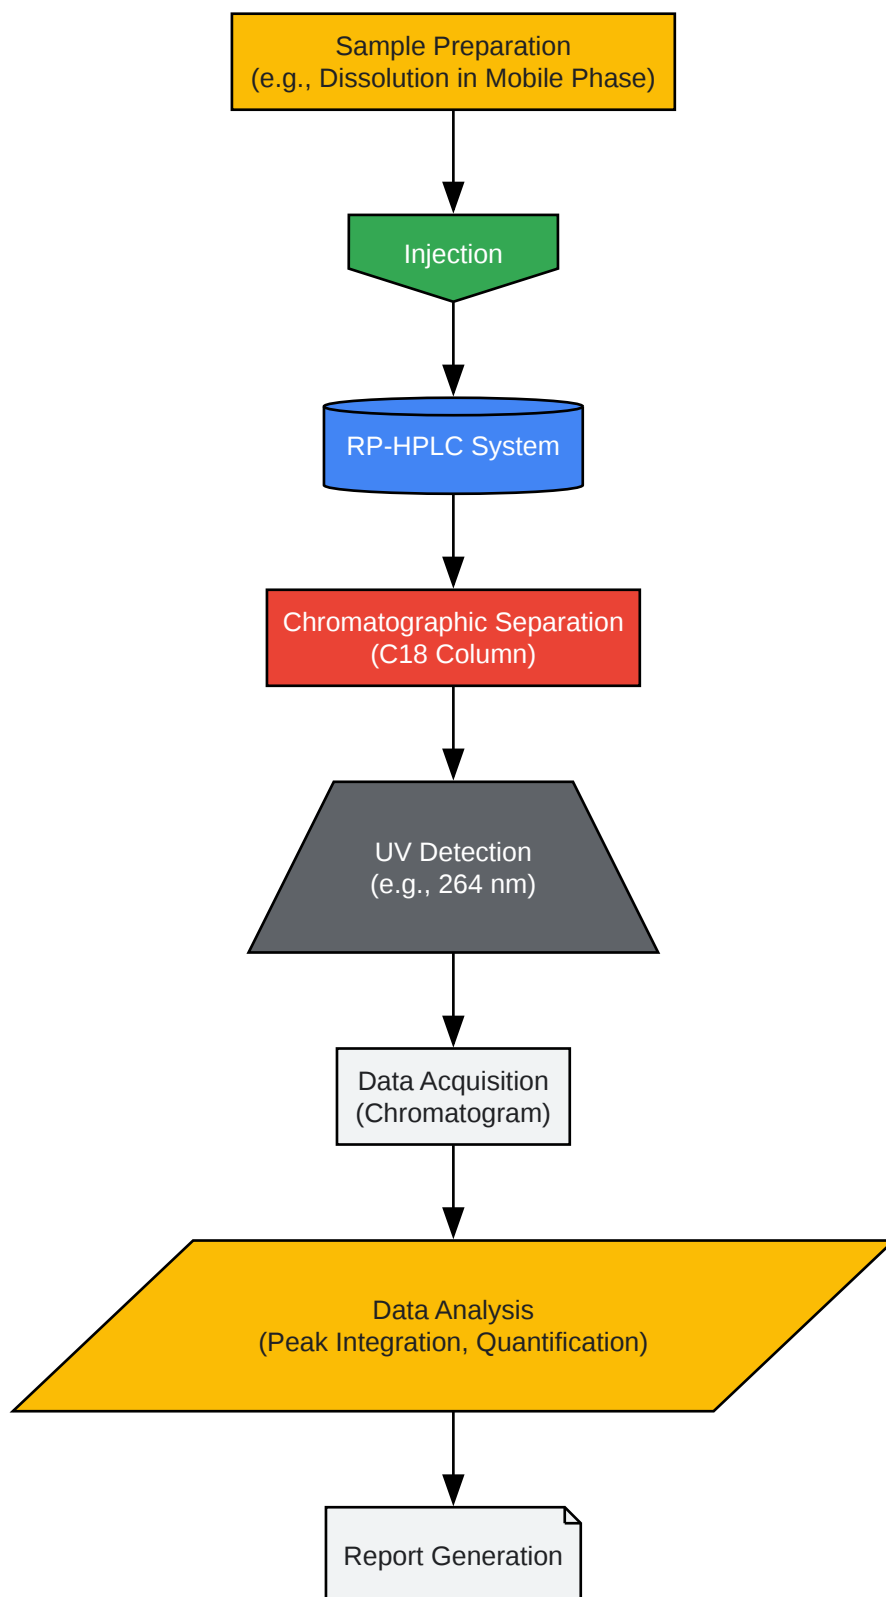 Sample Preparation
(e.g., Dissolution in Mobile Phase)
Injection
RP-HPLC System
Chromatographic Separation
(C18 Column)
UV Detection
(e.g., 264 nm)
Data Acquisition
(Chromatogram)
Data Analysis
(Peak Integration, Quantification)
Report Generation